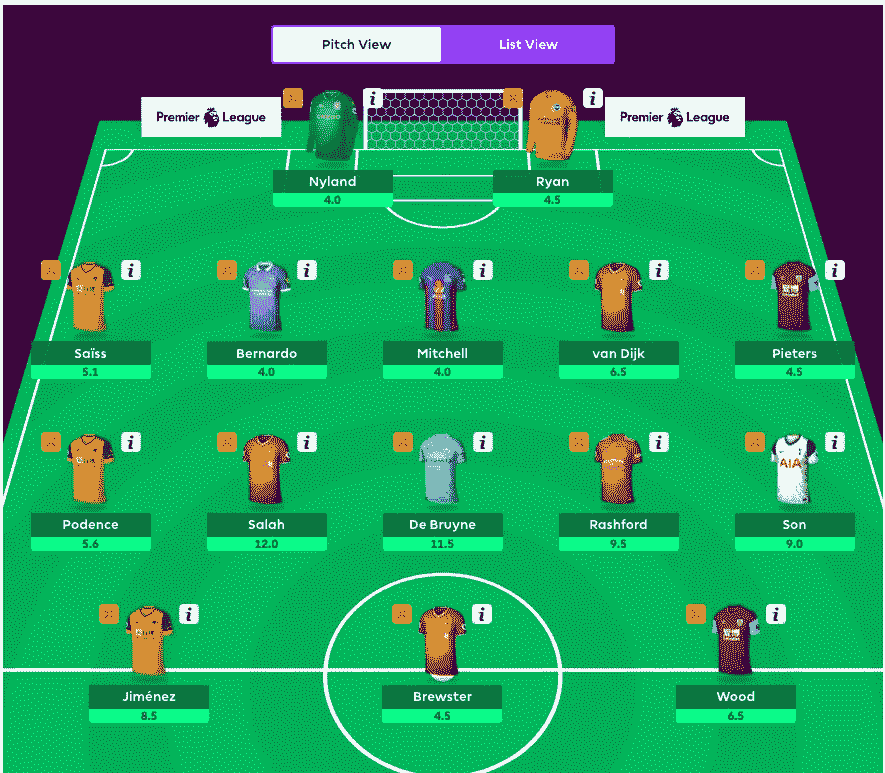 Pitch View
List View
Premier League
Premier League
i
i
Nyland
Ryan
4.0
4.5
i
i
i
i
i
Saïss
Bernardo
Mitchell
van Dijk
Pieters
5.1
4.0
4.0
6.5
4.5
i
i
i
i
i
AIA
Podence
Salah
De Bruyne
Rashford
Son
5.6
12.0
11.5
9.5
9.0
i
i
i
Jiménez
Brewster
Wood
8.5
4.5
6.5